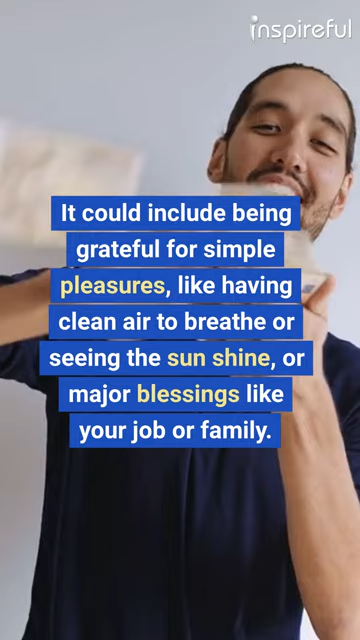 inspireful
It could include being
grateful for simple
pleasures, like having
clean air to breathe or
seeing the sun shine, or
major blessings like
your job or family.